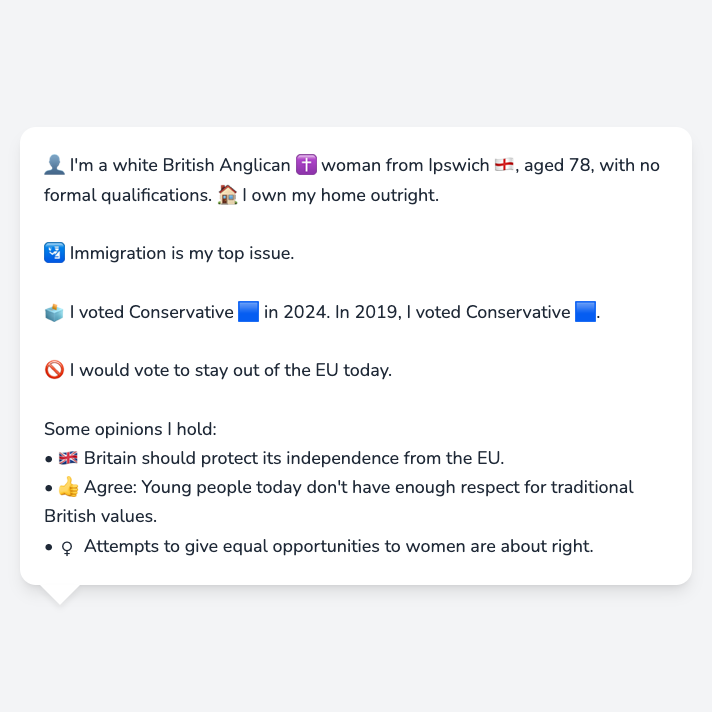 👤 I'm a white British Anglican ✝️ woman from Ipswich 🏴󠁧󠁢󠁥󠁮󠁧󠁿, aged 78, with no
formal qualifications. 🏠 I own my home outright.
🛂 Immigration is my top issue.
🗳️ I voted Conservative 🟦 in 2024. In 2019, I voted Conservative 🟦.
🚫 I would vote to stay out of the EU today.
Some opinions I hold:
• 🇬🇧 Britain should protect its independence from the EU.
• 👍 Agree: Young people today don't have enough respect for traditional
British values.
• ♀ Attempts to give equal opportunities to women are about right.